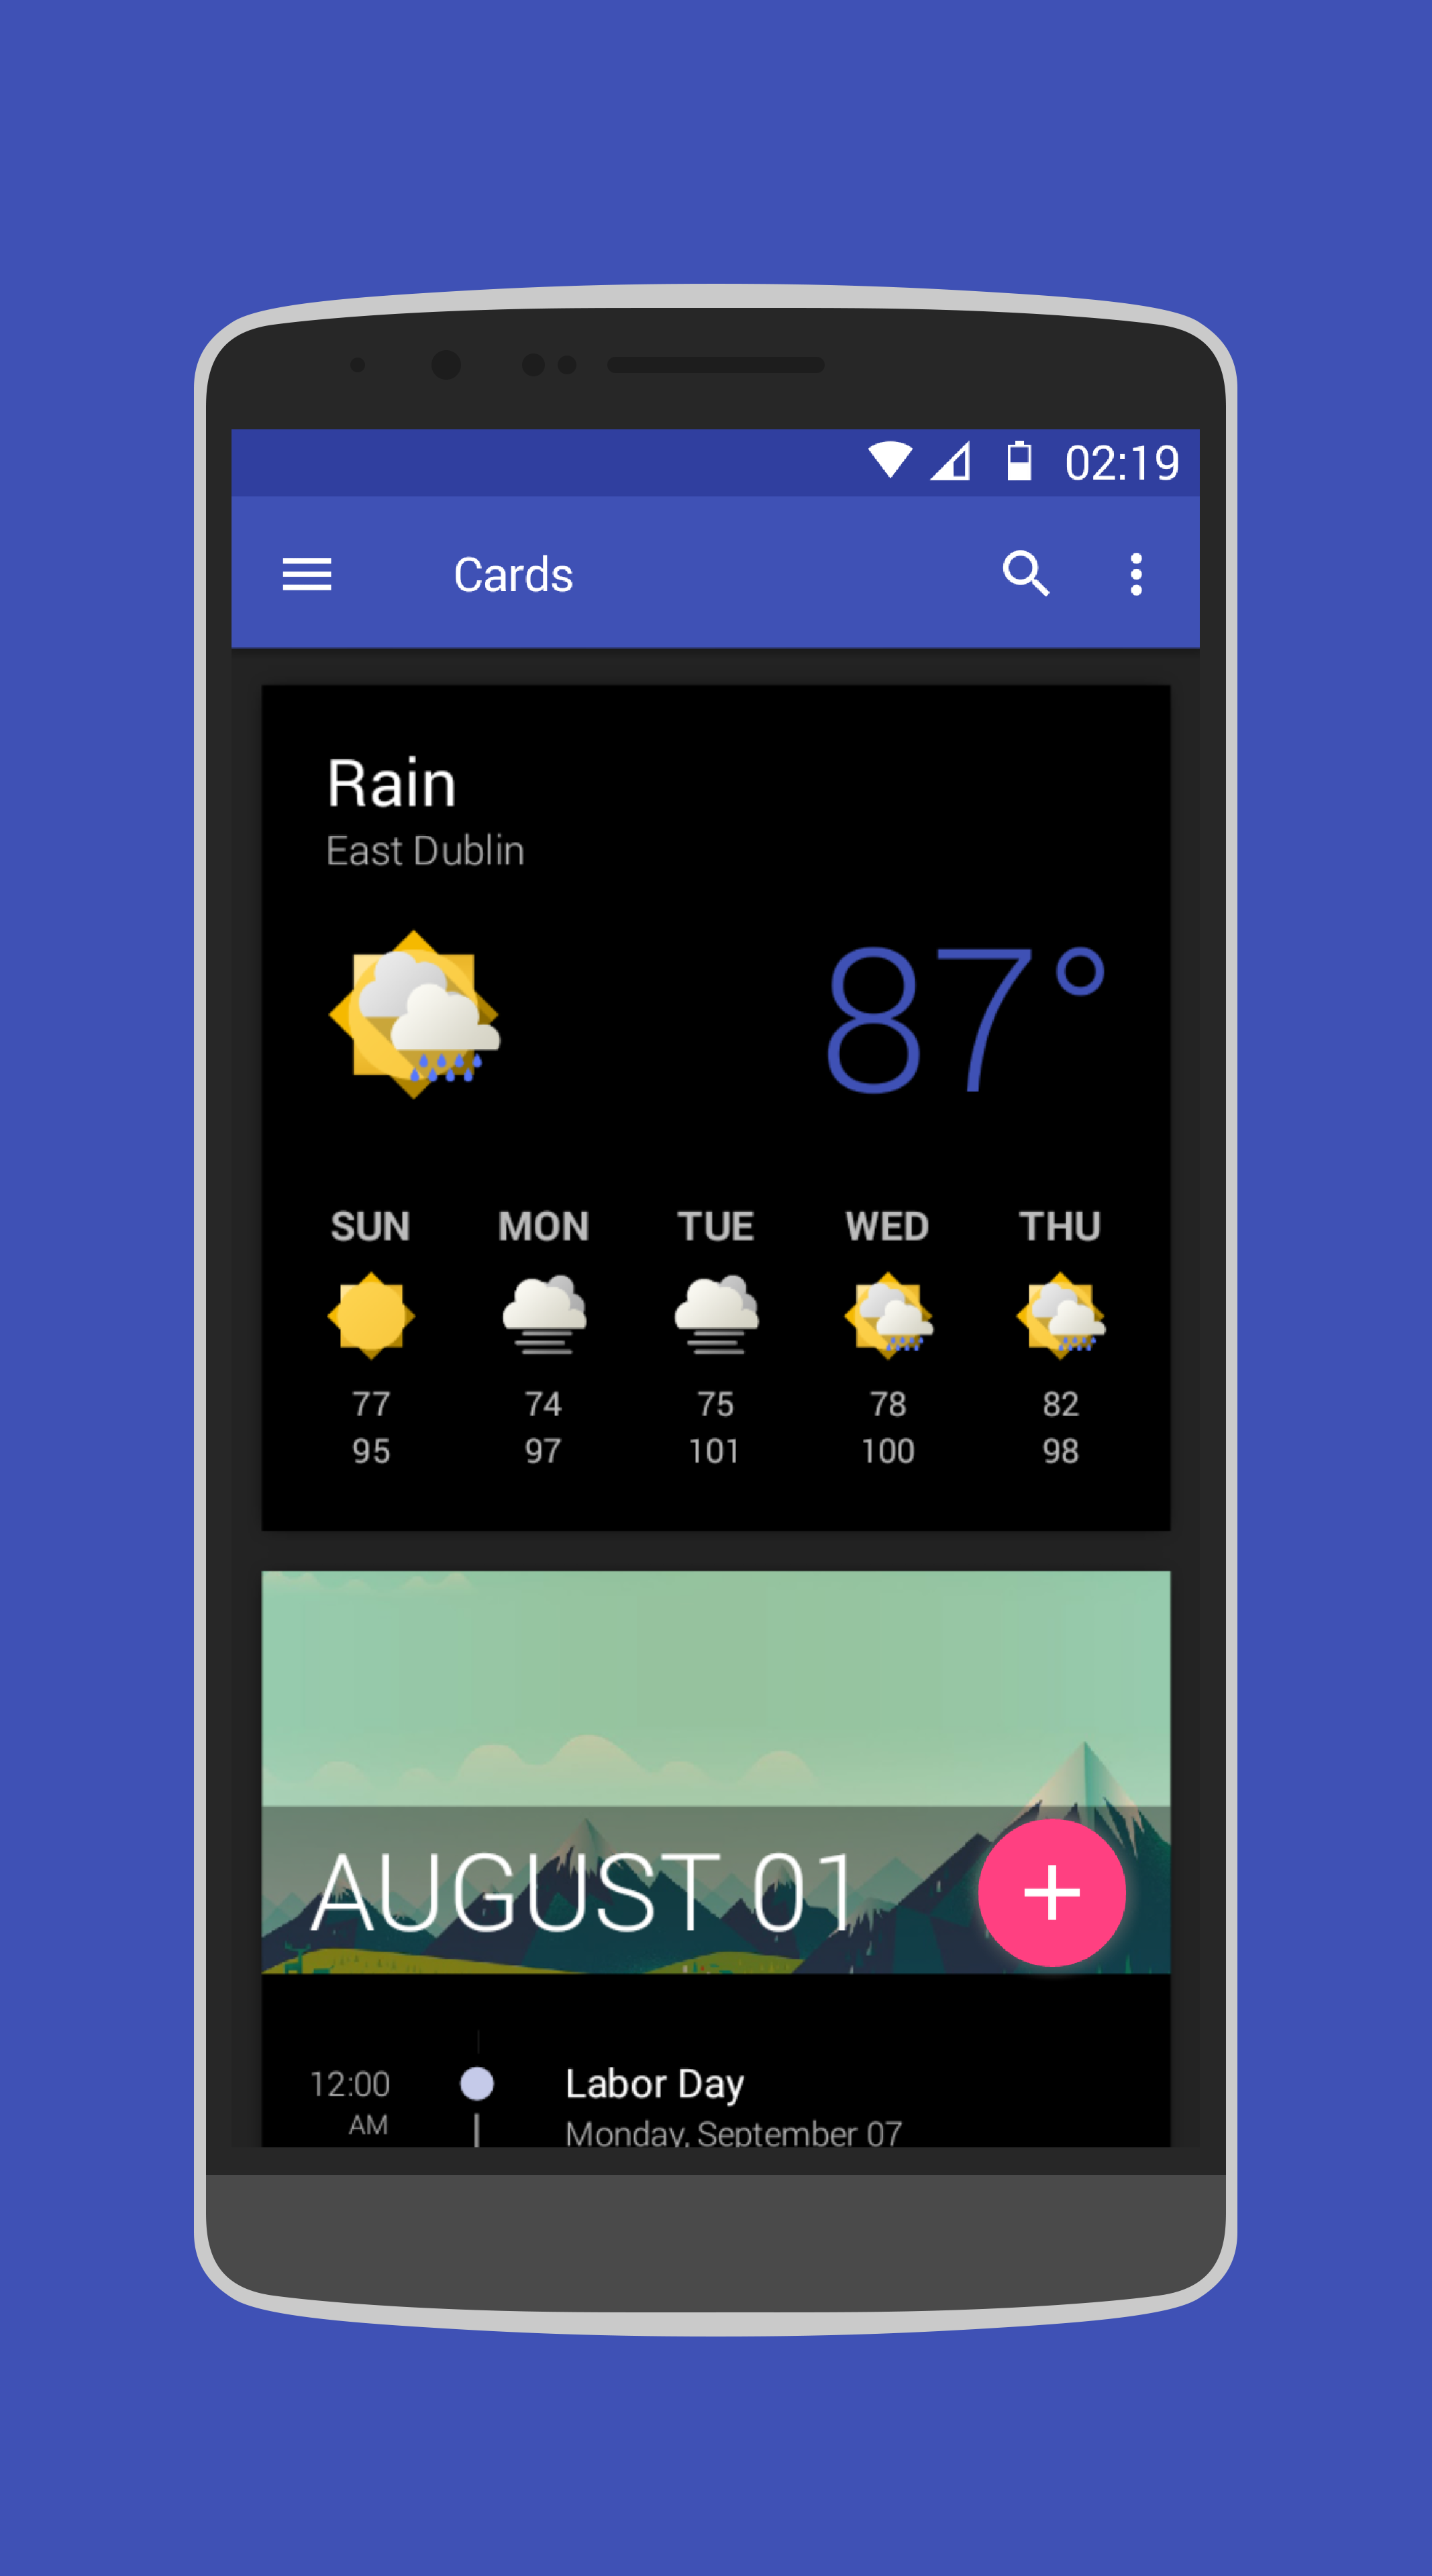 02:19
Cards
Rain
East Dublin
87°
SUN MON TUE WED THU
77 74 75 78 82
95 97 101 100 98
AUGUST 01
+
12:00 Labor Day
AM Monday, September 07